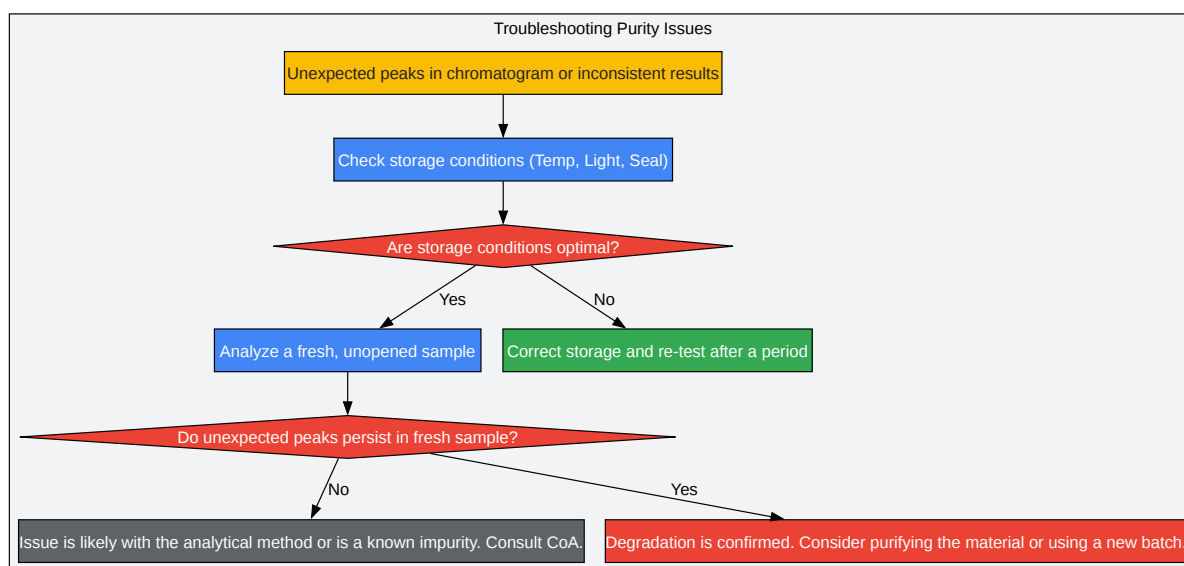 Troubleshooting Purity Issues
Unexpected peaks in chromatogram or inconsistent results
Check storage conditions (Temp, Light, Seal)
Are storage conditions optimal?
Yes
No
Analyze a fresh, unopened sample
Correct storage and re-test after a period
Do unexpected peaks persist in fresh sample?
No
Yes
Issue is likely with the analytical method or is a known impurity. Consult CoA.
Degradation is confirmed. Consider purifying the material or using a new batch.